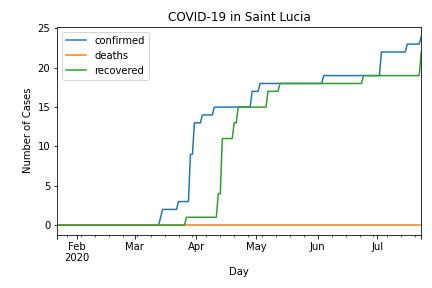 COVID-19 in Saint Lucia
confirmed
deaths
recovered
Number of Cases
25
20
15
10
5
0
Feb
2020
Mar
Apr
May
Jun
Jul
Day